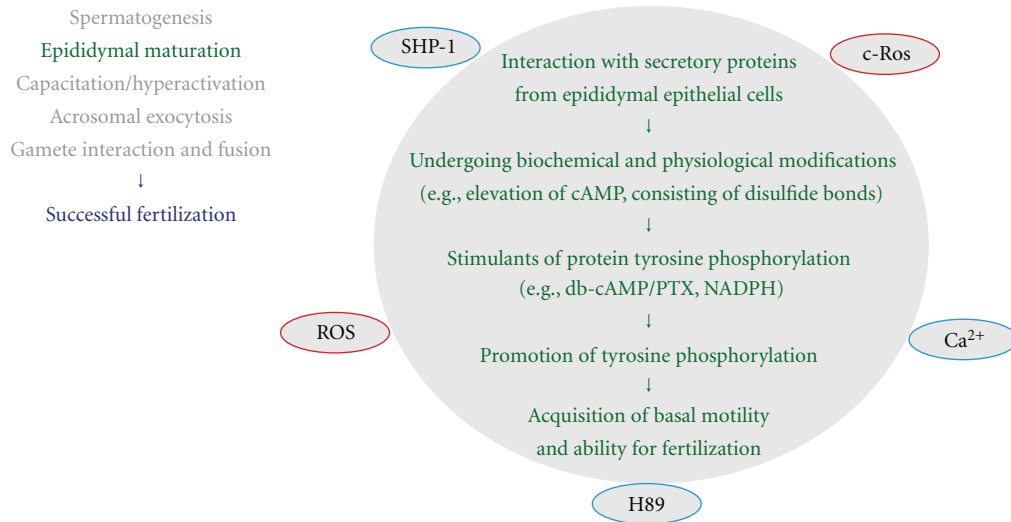 Spermatogenesis
Epididymal maturation
Capacitation/hyperactivation
Acrosomal exocytosis
Gamete interaction and fusion
↓
Successful fertilization
SHP-1
c-Ros
Interaction with secretory proteins
from epididymal epithelial cells
↓
Undergoing biochemical and physiological modifications
(e.g., elevation of cAMP, consisting of disulfide bonds)
↓
Stimulants of protein tyrosine phosphorylation
(e.g., db-cAMP/PTX, NADPH)
↓
ROS
Ca²⁺
Promotion of tyrosine phosphorylation
↓
Acquisition of basal motility
and ability for fertilization
H89